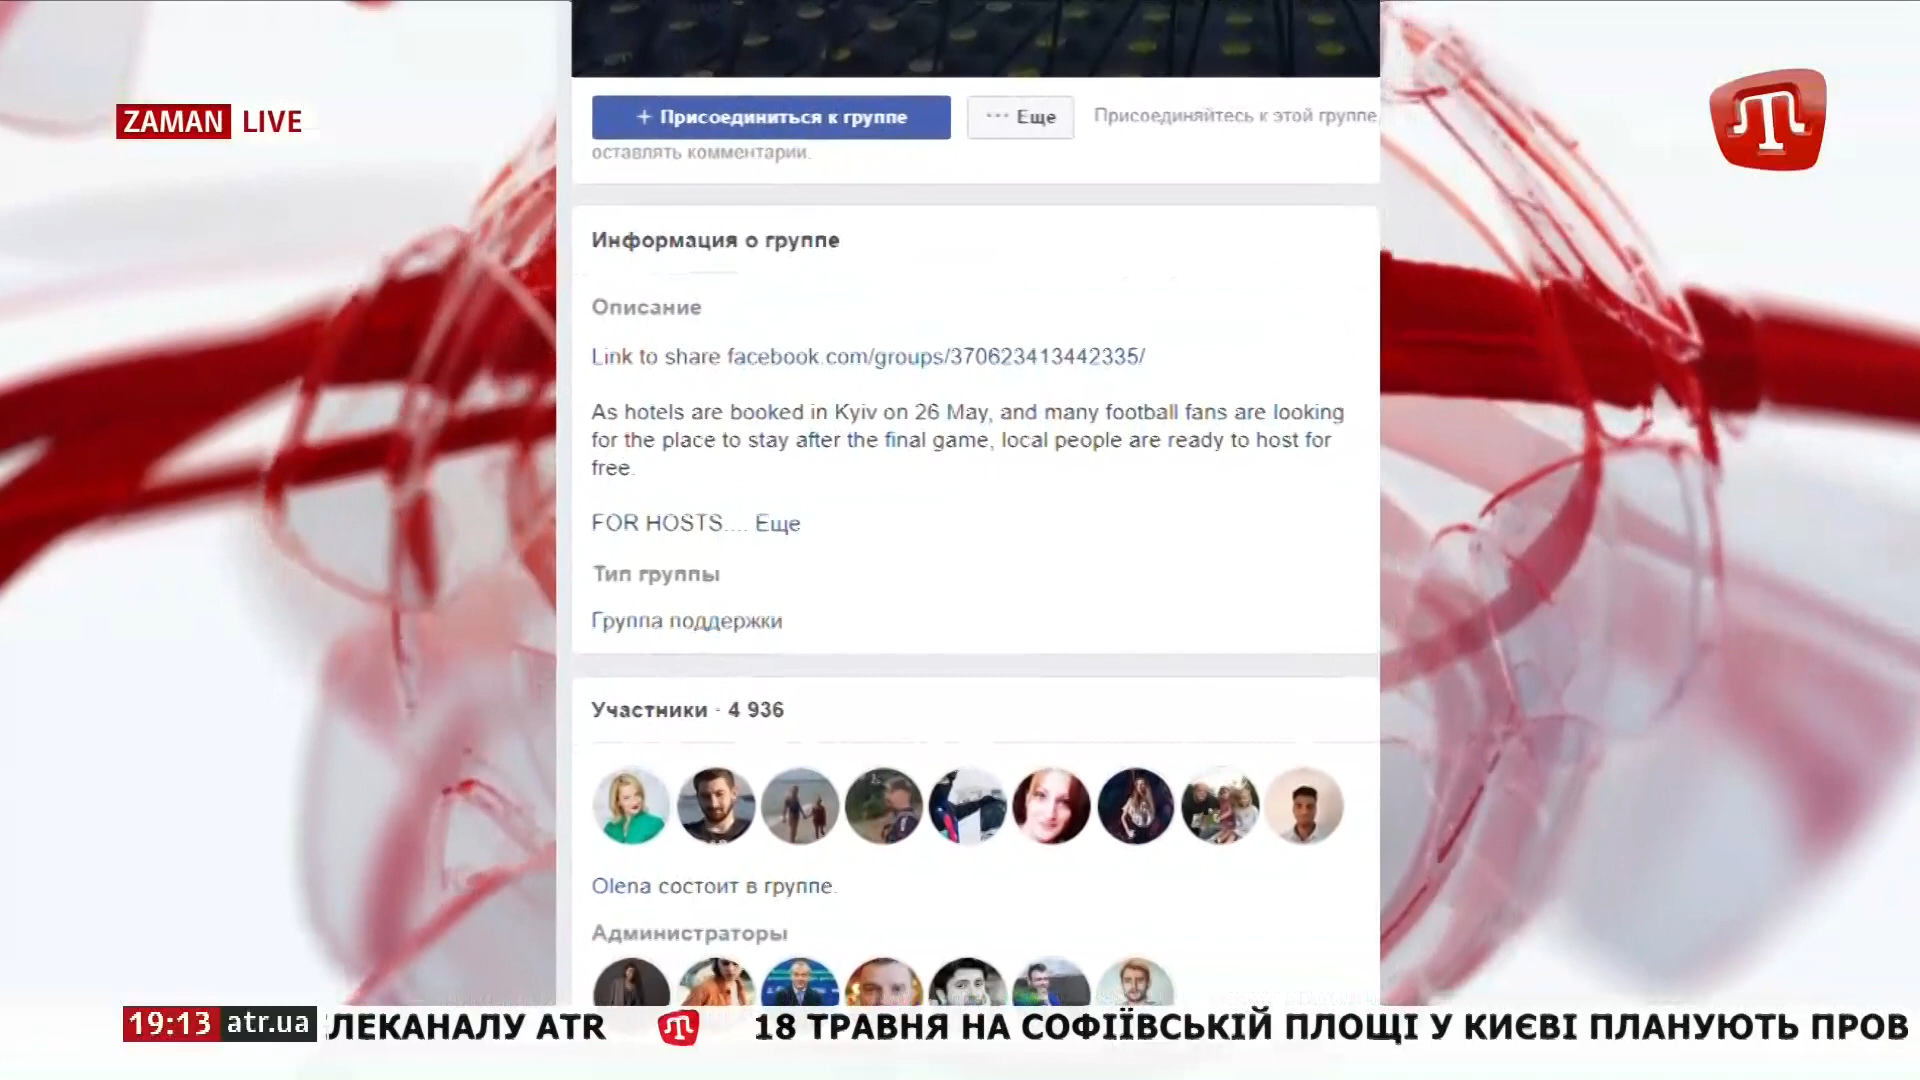 ZAMAN LIVE
+ Присоединиться к группе
··· Еще
Присоединяйтесь к этой группе,
оставлять комментарии.
Информация о группе
Описание
Link to share facebook.com/groups/370623413442335/
As hotels are booked in Kyiv on 26 May, and many football fans are looking
for the place to stay after the final game, local people are ready to host for
free.
FOR HOSTS.... Еще
Тип группы
Группа поддержки
Участники · 4 936
Olena состоит в группе.
Администраторы
19:13 atr.ua
ЛЕКАНАЛУ ATR
18 ТРАВНЯ НА СОФІЇВСЬКІЙ ПЛОЩІ У КИЄВІ ПЛАНУЮТЬ ПРОВ